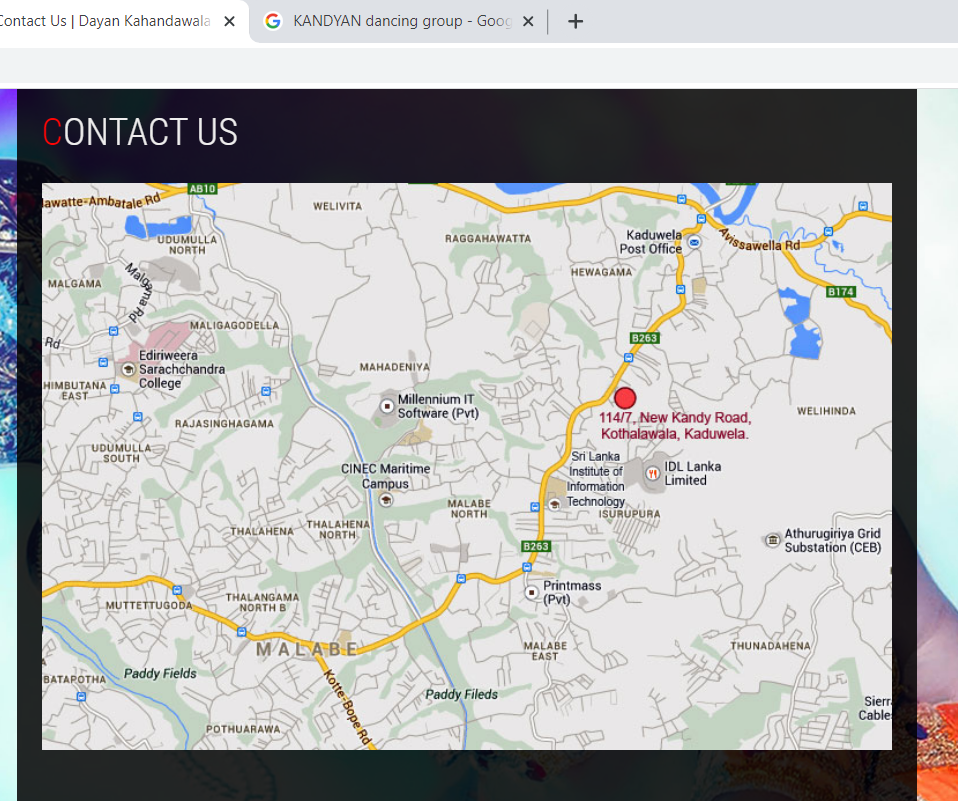 Contact Us | Dayan Kahandawala
KANDYAN dancing group - Goog
CONTACT US
AB10
lawatte-Ambatale Rd
WELIVITA
UDUMULLA
NORTH
RAGGAHAWATTA
Kaduwela
Post Office
Avissawella Rd
HEWAGAMA
MALGAMA
Malgama Rd
B174
MALIGAGODELLA
Rd
B263
Ediriweera
Sarachchandra
College
MAHADENIYA
HIMBUTANA
EAST
Millennium IT
Software (Pvt)
114/7, New Kandy Road,
Kothalawala, Kaduwela.
WELIHINDA
RAJASINGHAGAMA
UDUMULLA
SOUTH
Sri Lanka
Institute of
Information
Technology
IDL Lanka
Limited
CINEC Maritime
Campus
MALABE
NORTH
ISURUPURA
THALAHENA
THALAHENA
NORTH
Athurugiriya Grid
Substation (CEB)
B263
Printmass
(Pvt)
MUTTETTUGODA
THALANGAMA
NORTH B
MALABE
MALABE
EAST
THUNADAHENA
BATAPOTHA
Paddy Fields
Kotte-Bope Rd
Paddy Fileds
Sierr
Cable
POTHUARAWA